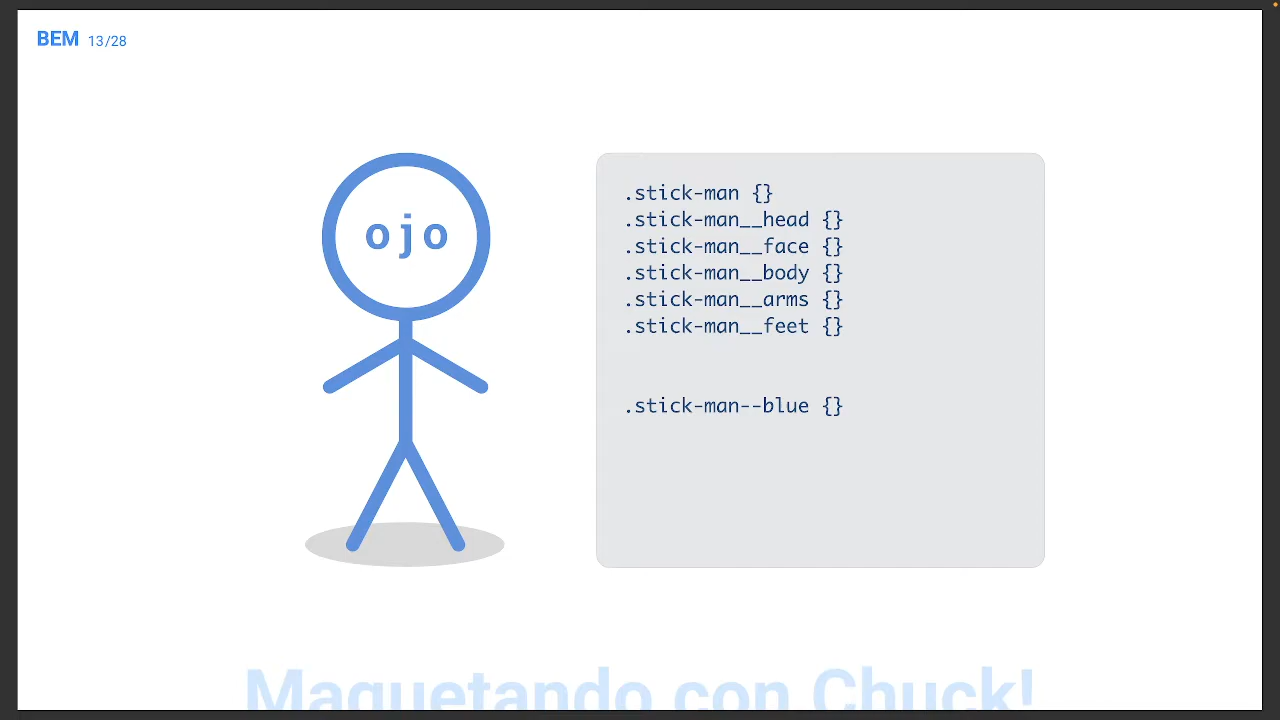 BEM 13/28
ojo
.stick-man {}
.stick-man__head {}
.stick-man__face {}
.stick-man__body {}
.stick-man__arms {}
.stick-man__feet {}
.stick-man--blue {}
Maquetando con Chuck!